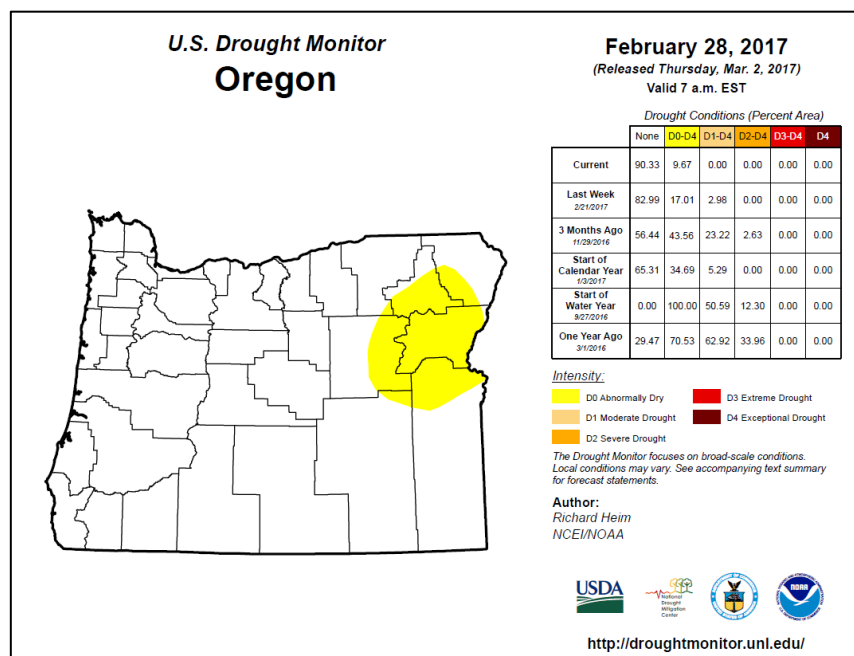 U.S. Drought Monitor
Oregon
February 28, 2017
(Released Thursday, Mar. 2, 2017)
Valid 7 a.m. EST
Drought Conditions (Percent Area)
None D0-D4 D1-D4 D2-D4 D3-D4 D4
Current 90.33 9.67 0.00 0.00 0.00 0.00
Last Week
2/21/2017 82.99 17.01 2.98 0.00 0.00 0.00
3 Months Ago
11/29/2016 56.44 43.56 23.22 2.63 0.00 0.00
Start of
Calendar Year
1/3/2017 65.31 34.69 5.29 0.00 0.00 0.00
Start of
Water Year
9/27/2016 0.00 100.00 50.59 12.30 0.00 0.00
One Year Ago
3/1/2016 29.47 70.53 62.92 33.96 0.00 0.00
Intensity:
D0 Abnormally Dry D3 Extreme Drought
D1 Moderate Drought D4 Exceptional Drought
D2 Severe Drought
The Drought Monitor focuses on broad-scale conditions.
Local conditions may vary. See accompanying text summary
for forecast statements.
Author:
Richard Heim
NCEI/NOAA
USDA
National
Drought
Mitigation
Center
NOAA
http://droughtmonitor.unl.edu/